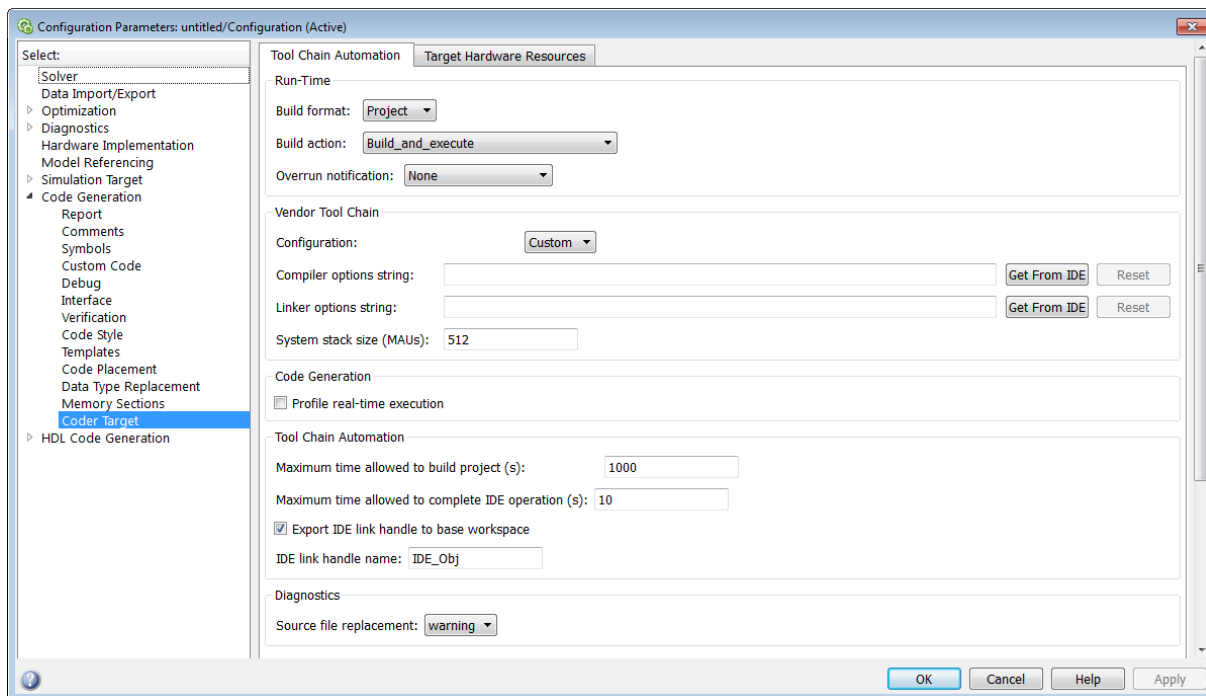 Configuration Parameters: untitled/Configuration (Active)
Select:
Solver
Data Import/Export
Optimization
Diagnostics
Hardware Implementation
Model Referencing
Simulation Target
Code Generation
Report
Comments
Symbols
Custom Code
Debug
Interface
Verification
Code Style
Templates
Code Placement
Data Type Replacement
Memory Sections
Coder Target
HDL Code Generation
Tool Chain Automation Target Hardware Resources
Run-Time
Build format: Project
Build action: Build_and_execute
Overrun notification: None
Vendor Tool Chain
Configuration: Custom
Compiler options string: Get From IDE Reset
Linker options string: Get From IDE Reset
System stack size (MAUs): 512
Code Generation
Profile real-time execution
Tool Chain Automation
Maximum time allowed to build project (s): 1000
Maximum time allowed to complete IDE operation (s): 10
Export IDE link handle to base workspace
IDE link handle name: IDE_Obj
Diagnostics
Source file replacement: warning
OK Cancel Help Apply